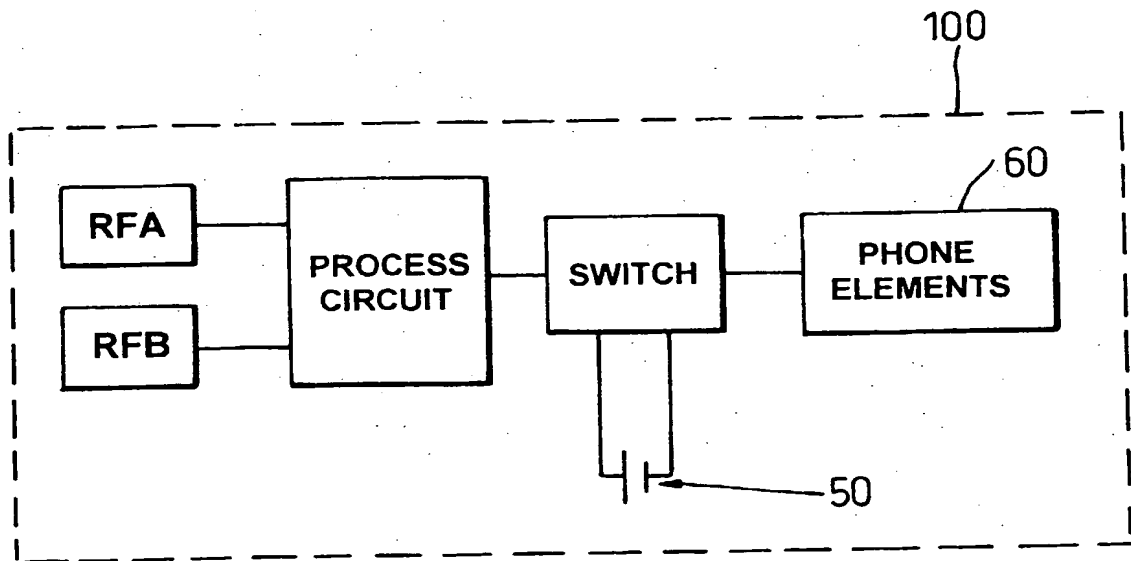 100
60
RFA
PROCESS
CIRCUIT
SWITCH
PHONE
ELEMENTS
RFB
50